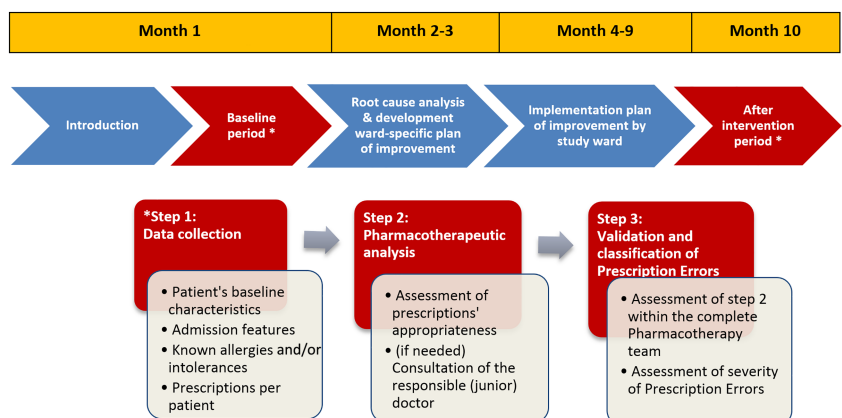 Month 1
Month 2-3
Month 4-9
Month 10
Introduction
Baseline
period *
Root cause analysis
& development
ward-specific plan
of improvement
Implementation plan
of improvement by
study ward
After
intervention
period *
*Step 1:
Data collection
• Patient's baseline
characteristics
• Admission features
• Known allergies and/or
intolerances
• Prescriptions per
patient
Step 2:
Pharmacotherapeutic
analysis
• Assessment of
prescriptions'
appropriateness
• (if needed)
Consultation of the
responsible (junior)
doctor
Step 3:
Validation and
classification of
Prescription Errors
• Assessment of step 2
within the complete
Pharmacotherapy
team
• Assessment of severity
of Prescription Errors